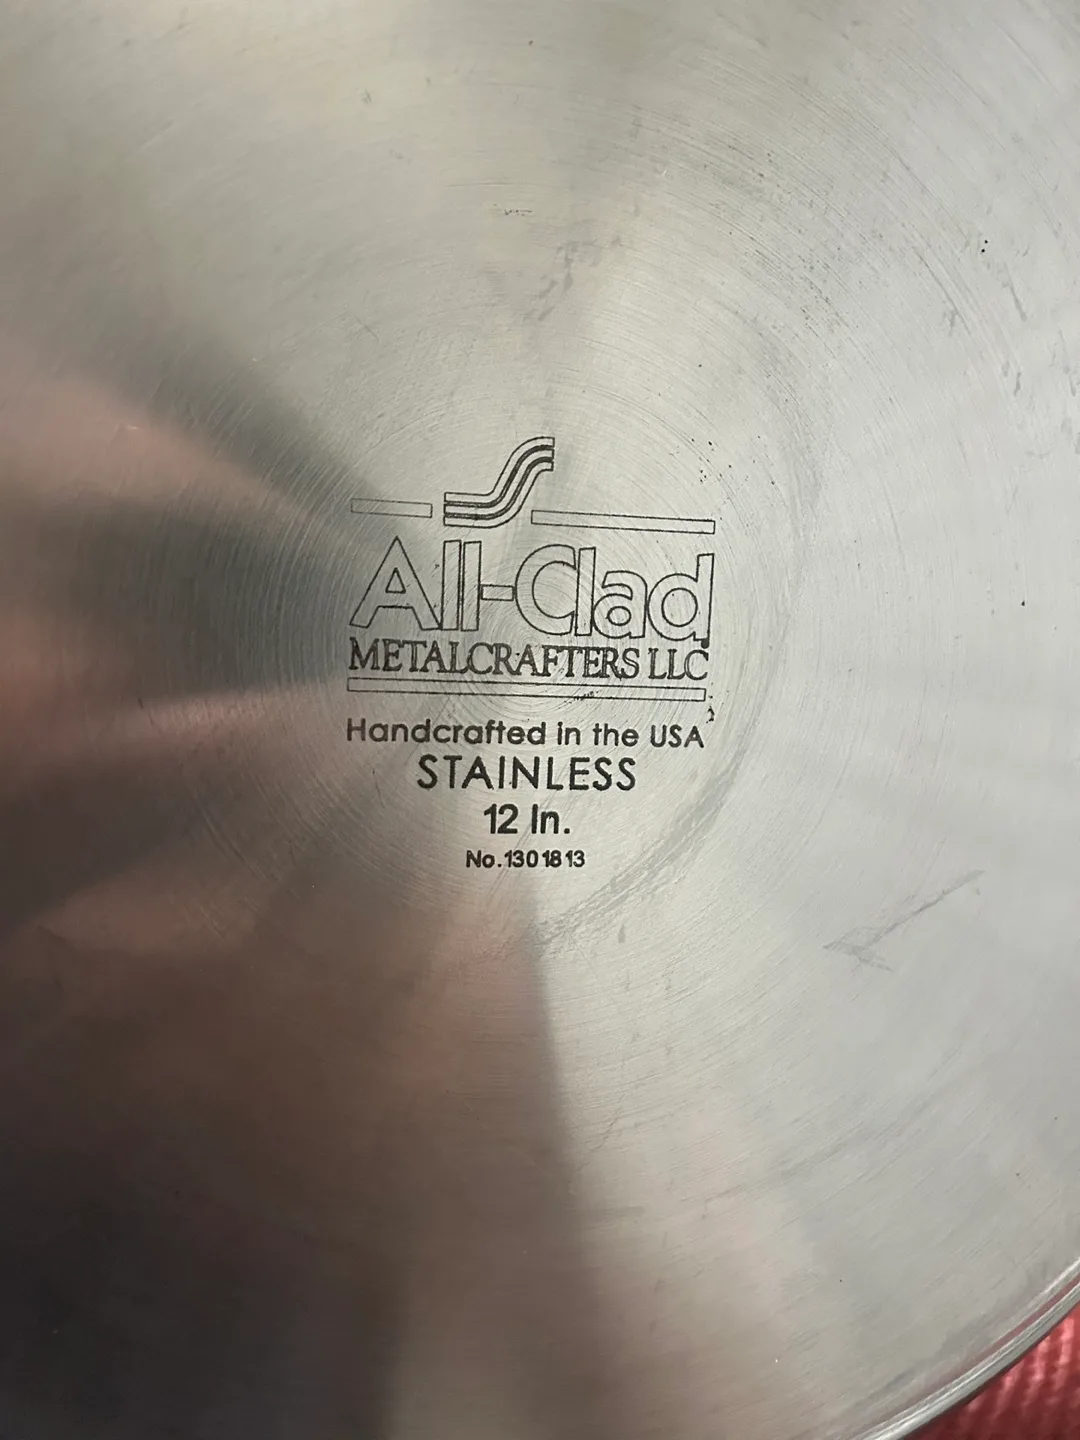 All-Clad
METALCRAFTERS LLC
Handcrafted in the USA
STAINLESS
12 In.
No.1301813